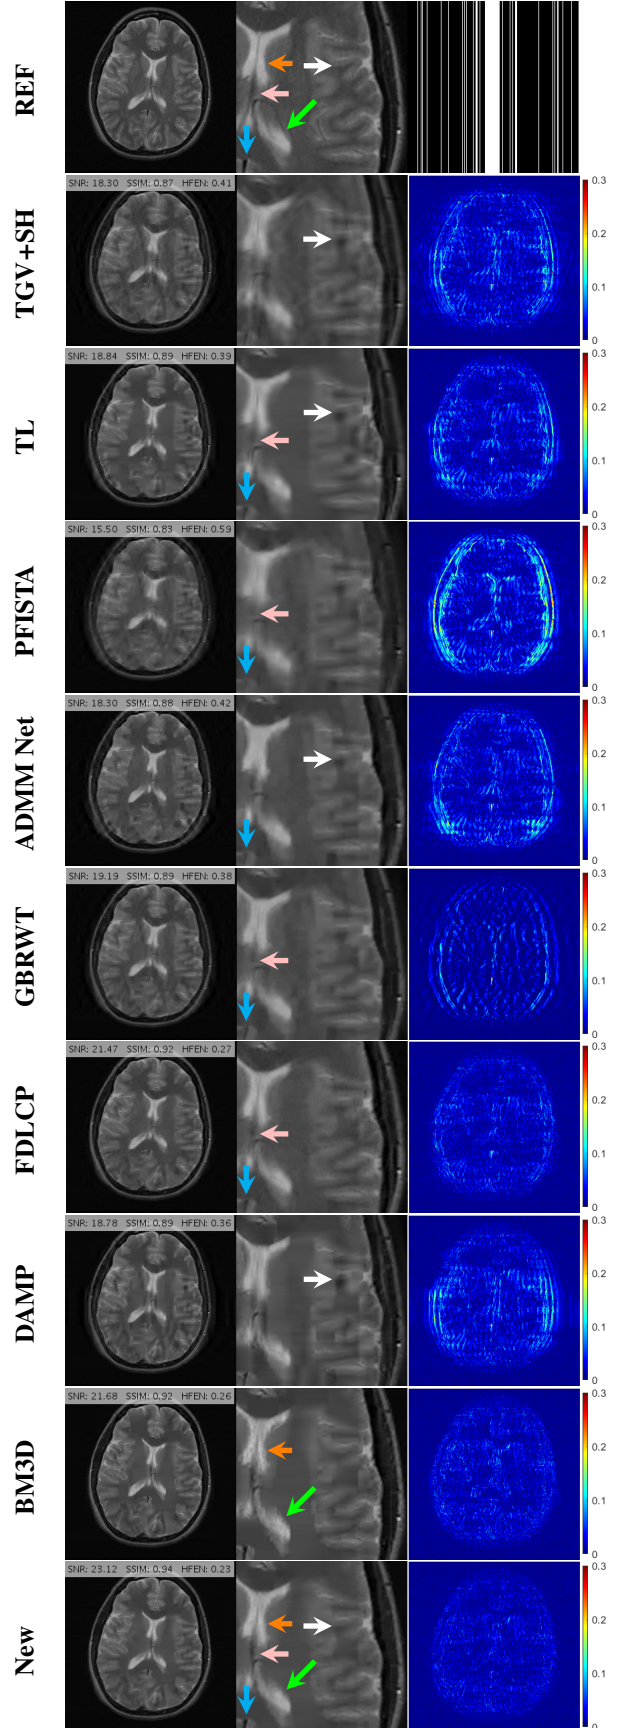 REF
TGV+SH
SNR: 18.30 SSIM: 0.87 HFEN: 0.41
0.3
0.2
0.1
0
TL
SNR: 18.84 SSIM: 0.89 HFEN: 0.39
0.3
0.2
0.1
0
PFISTA
SNR: 15.50 SSIM: 0.83 HFEN: 0.59
0.3
0.2
0.1
0
ADMM Net
SNR: 18.30 SSIM: 0.88 HFEN: 0.42
0.3
0.2
0.1
0
GBRWT
SNR: 19.19 SSIM: 0.89 HFEN: 0.38
0.3
0.2
0.1
0
FDLCP
SNR: 21.47 SSIM: 0.92 HFEN: 0.27
0.3
0.2
0.1
0
DAMP
SNR: 18.78 SSIM: 0.89 HFEN: 0.36
0.3
0.2
0.1
0
BM3D
SNR: 21.68 SSIM: 0.92 HFEN: 0.26
0.3
0.2
0.1
0
New
SNR: 23.12 SSIM: 0.94 HFEN: 0.23
0.3
0.2
0.1
0